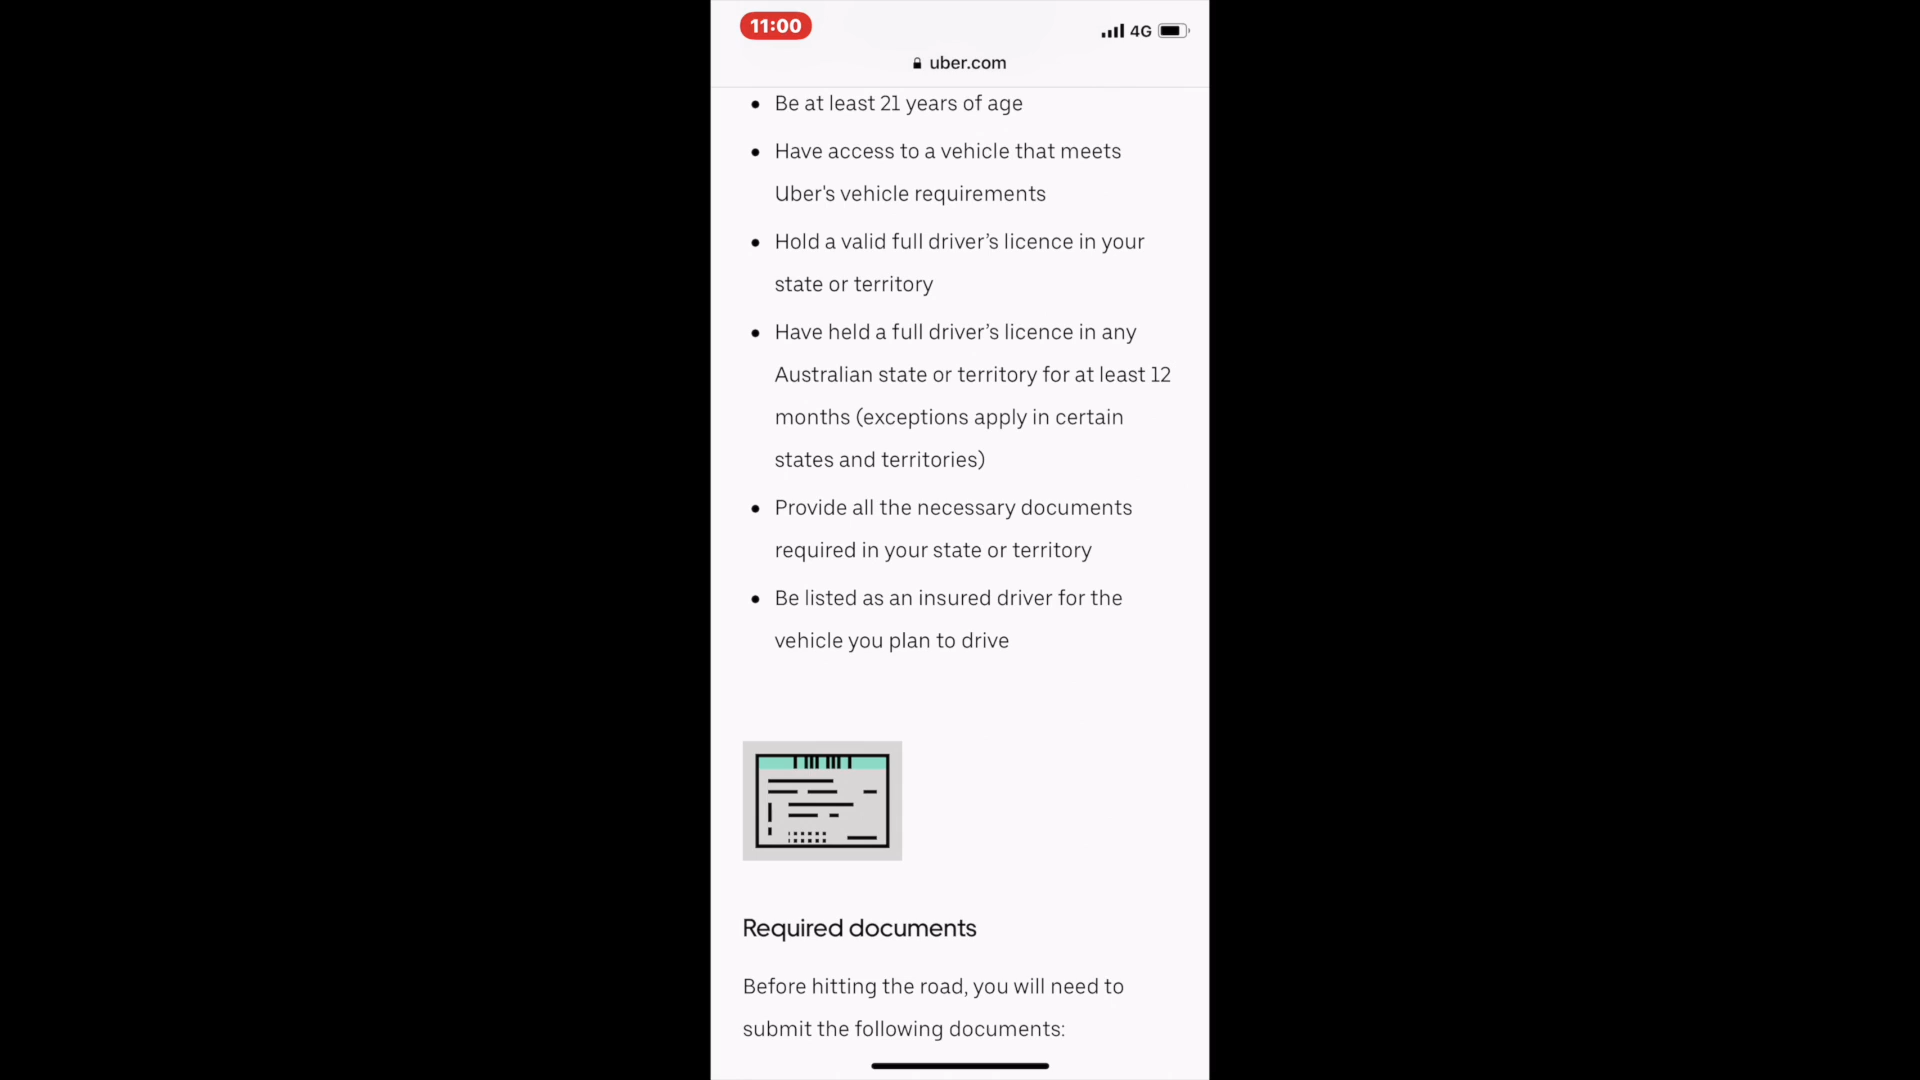 11:00
4G
uber.com
• Be at least 21 years of age
• Have access to a vehicle that meets
Uber's vehicle requirements
• Hold a valid full driver’s licence in your
state or territory
• Have held a full driver’s licence in any
Australian state or territory for at least 12
months (exceptions apply in certain
states and territories)
• Provide all the necessary documents
required in your state or territory
• Be listed as an insured driver for the
vehicle you plan to drive
Required documents
Before hitting the road, you will need to
submit the following documents: